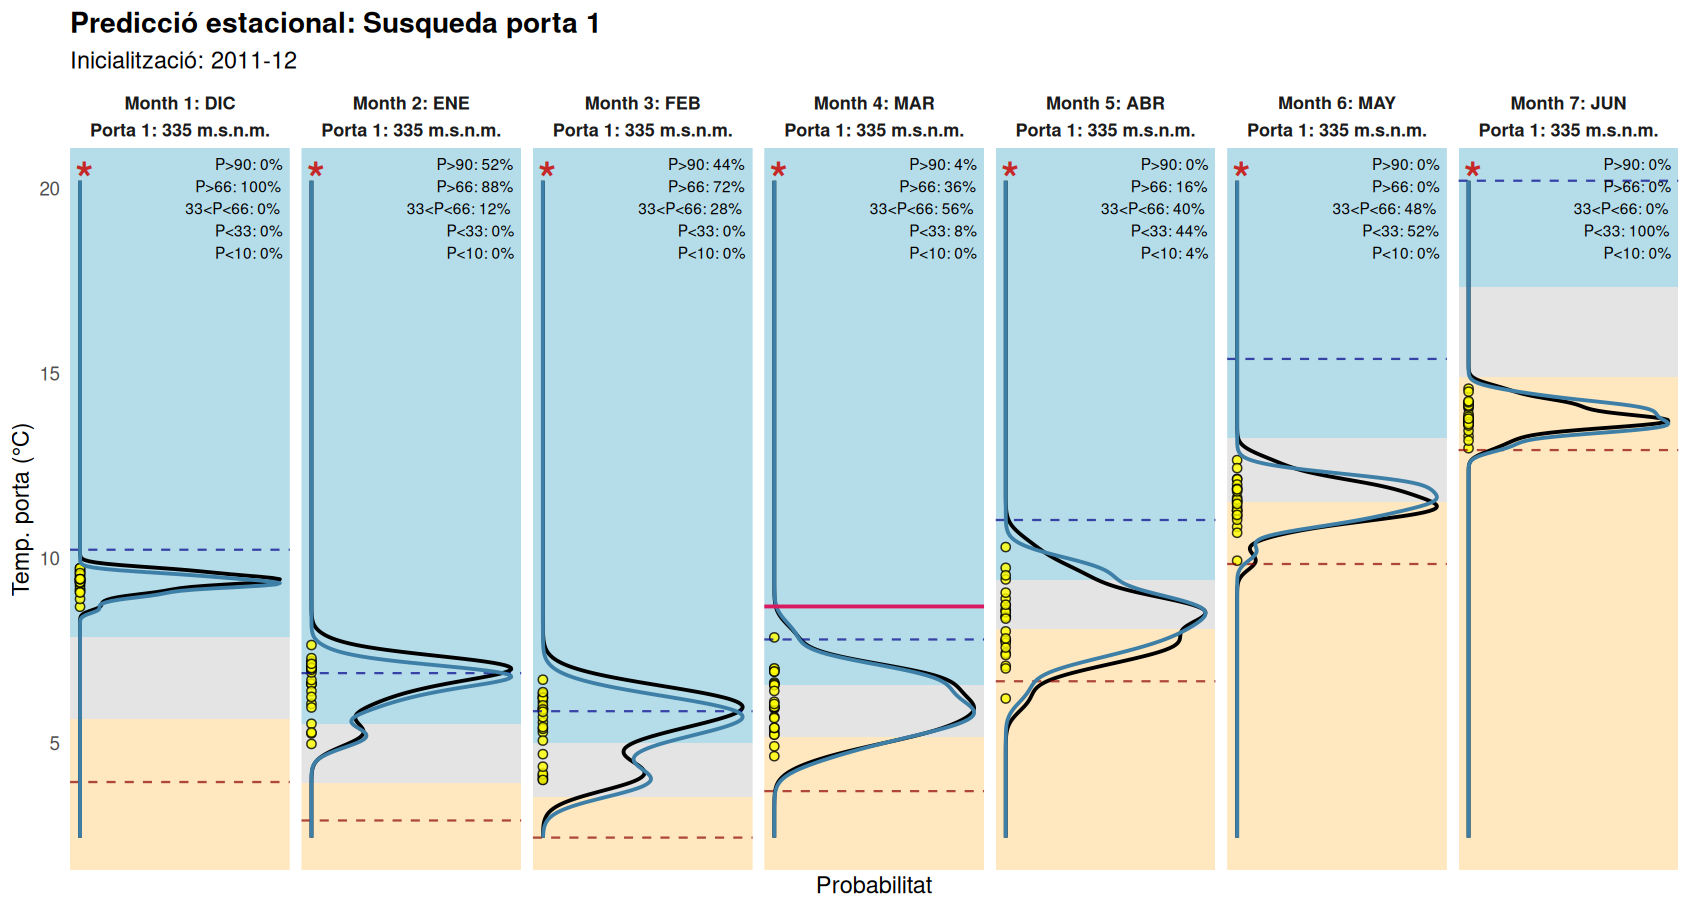 Predicció estacional: Susqueda porta 1
Inicialització: 2011-12
Month 1: DIC
Porta 1: 335 m.s.n.m.
Month 2: ENE
Porta 1: 335 m.s.n.m.
Month 3: FEB
Porta 1: 335 m.s.n.m.
Month 4: MAR
Porta 1: 335 m.s.n.m.
Month 5: ABR
Porta 1: 335 m.s.n.m.
Month 6: MAY
Porta 1: 335 m.s.n.m.
Month 7: JUN
Porta 1: 335 m.s.n.m.
*
P>90: 0%
P>66: 100%
33<P<66: 0%
P<33: 0%
P<10: 0%
*
P>90: 52%
P>66: 88%
33<P<66: 12%
P<33: 0%
P<10: 0%
*
P>90: 44%
P>66: 72%
33<P<66: 28%
P<33: 0%
P<10: 0%
*
P>90: 4%
P>66: 36%
33<P<66: 56%
P<33: 8%
P<10: 0%
*
P>90: 0%
P>66: 16%
33<P<66: 40%
P<33: 44%
P<10: 4%
*
P>90: 0%
P>66: 0%
33<P<66: 48%
P<33: 52%
P<10: 0%
*
P>90: 0%
P>66: 0%
33<P<66: 0%
P<33: 100%
P<10: 0%
20
15
10
5
Temp. porta (°C)
Probabilitat